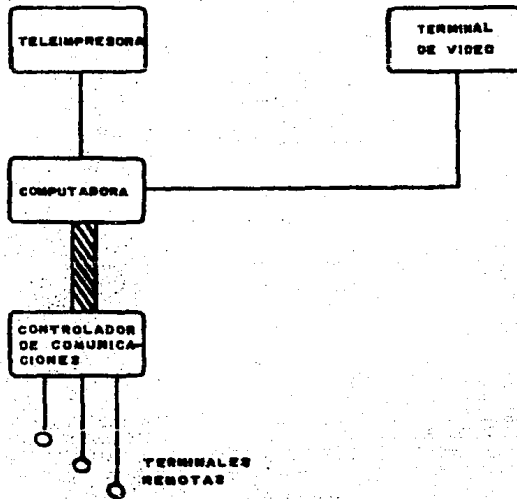 TELEIMPRESORA
TERMINAL
DE VIDEO
COMPUTADORA
CONTROLADOR
DE COMUNICA-
CIONES
TERMINALES
REMOTAS